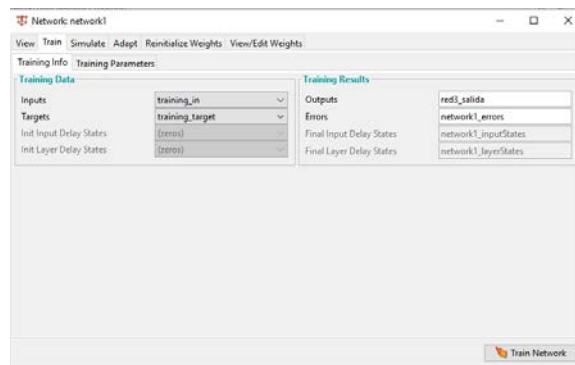 Network: network1
View Train Simulate Adapt Reinitialize Weights View/Edit Weights
Training Info Training Parameters
Training Data
Inputs training_in
Targets training_target
Init Input Delay States (zeros)
Init Layer Delay States (zeros)
Training Results
Outputs red3_salida
Errors network1_errors
Final Input Delay States network1_inputStates
Final Layer Delay States network1_layerStates
Train Network